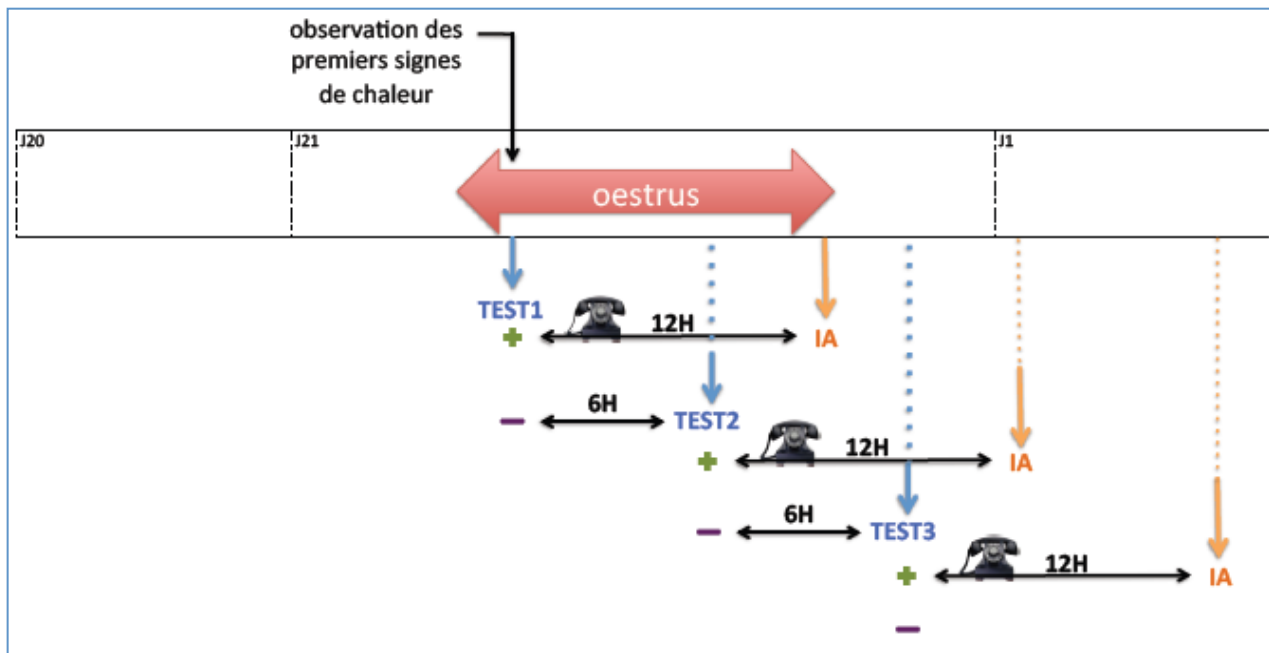 observation des
premiers signes
de chaleur
J20
J21
J1
oestrus
TEST1
12H
IA
6H
TEST2
12H
IA
6H
TEST3
12H
IA